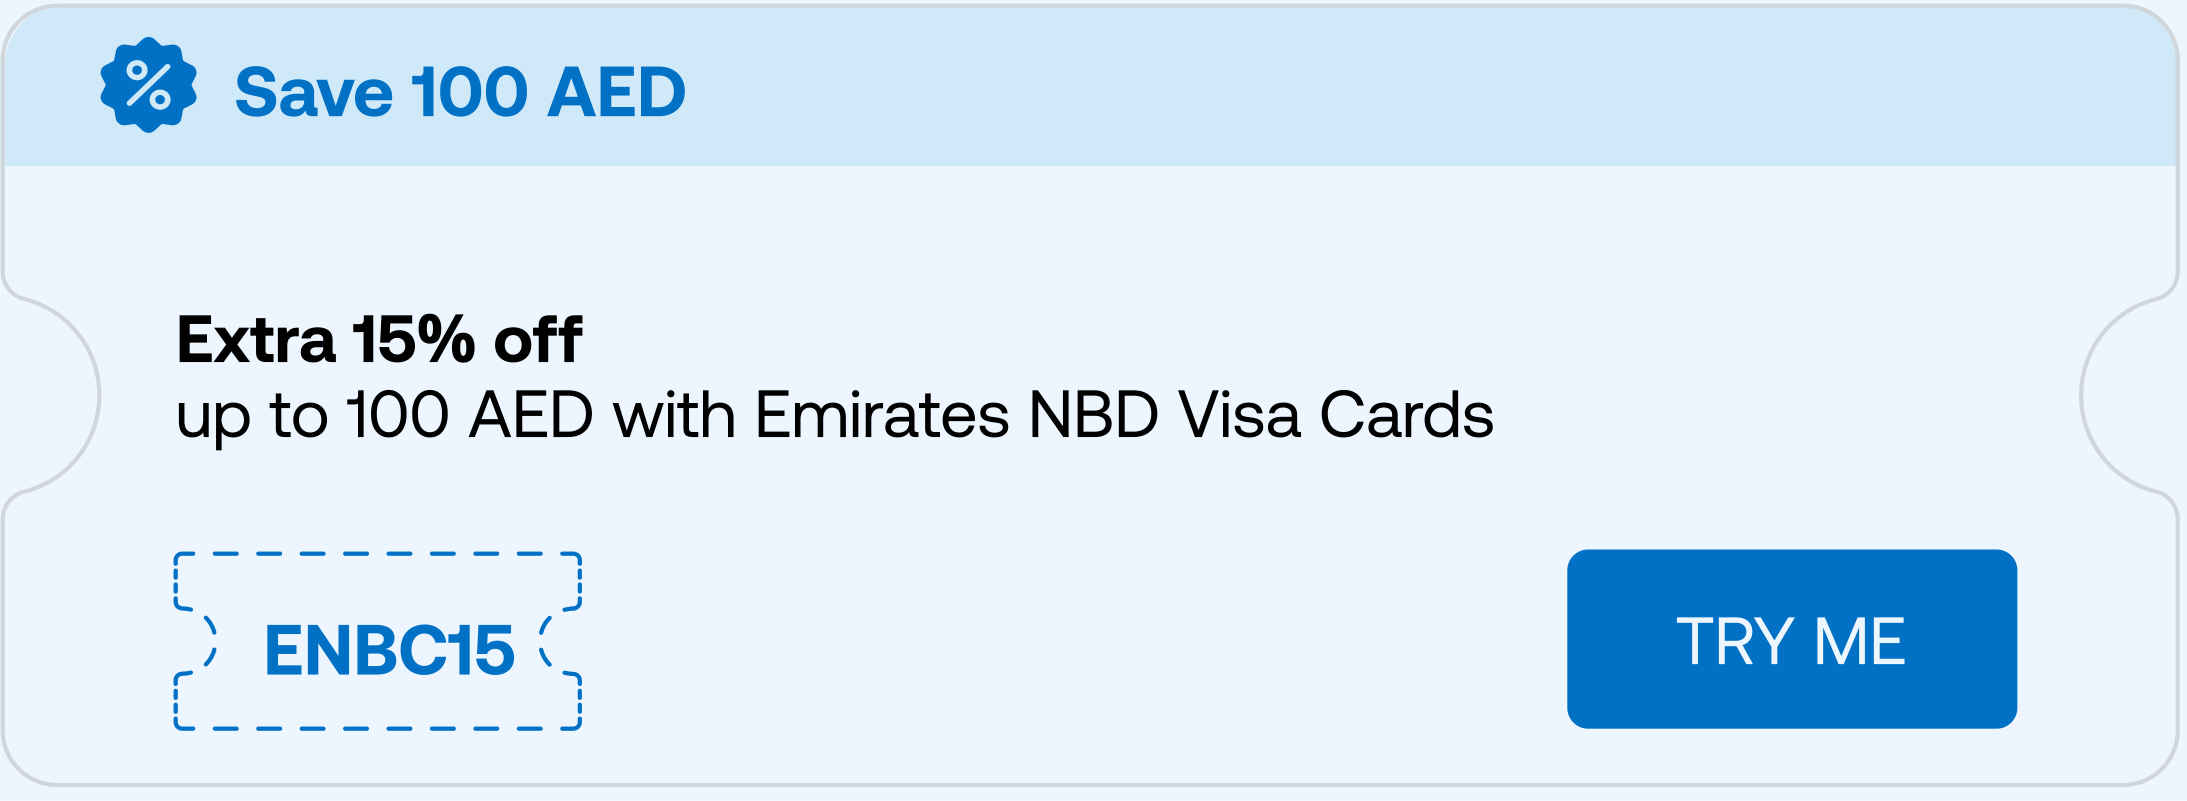 Save 100 AED
Extra 15% off
up to 100 AED with Emirates NBD Visa Cards
ENBC15
TRY ME